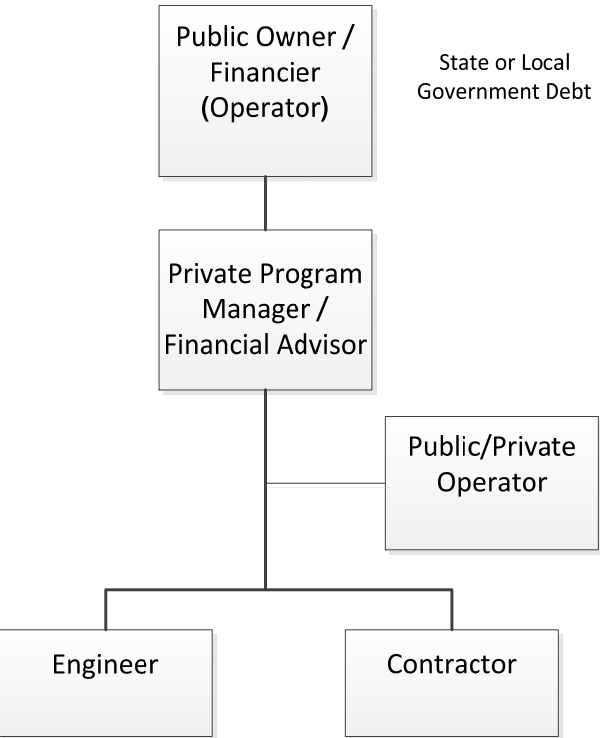 Public Owner /
Financier
(Operator)
State or Local
Government Debt
Private Program
Manager /
Financial Advisor
Public/Private
Operator
Engineer
Contractor